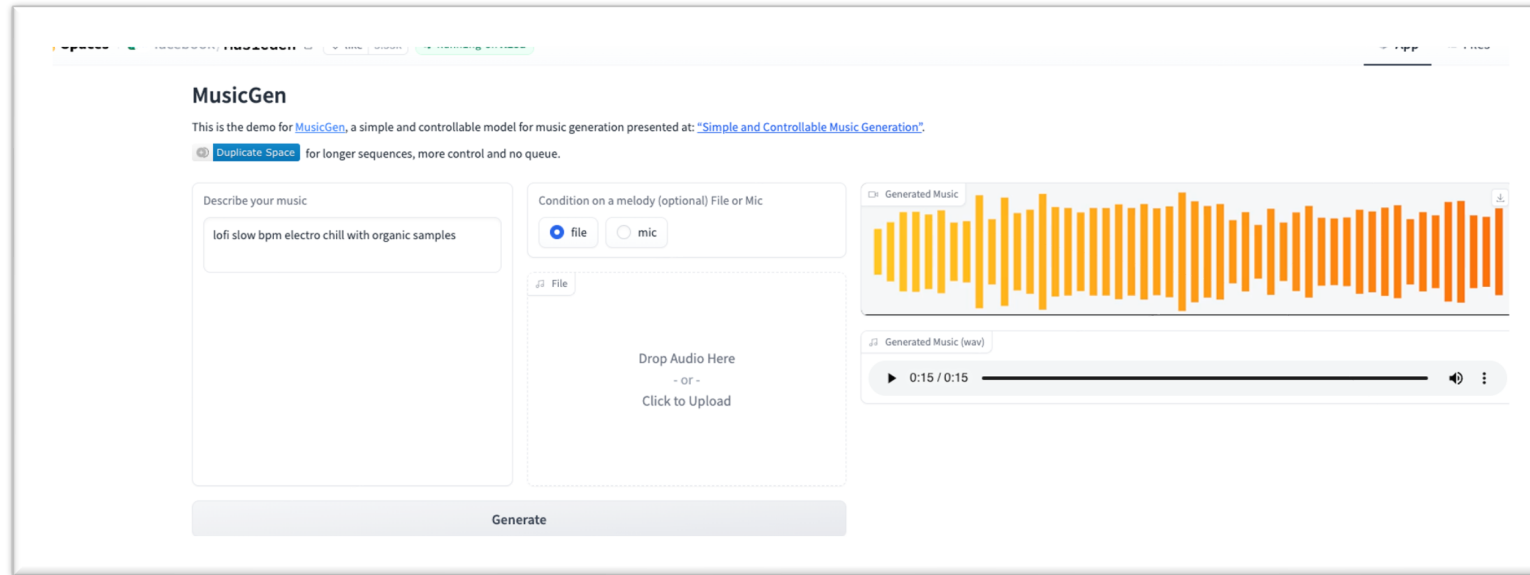 MusicGen
This is the demo for MusicGen, a simple and controllable model for music generation presented at: "Simple and Controllable Music Generation".
Duplicate Space for longer sequences, more control and no queue.
Describe your music
lofi slow bpm electro chill with organic samples
Condition on a melody (optional) File or Mic
file
mic
File
Drop Audio Here
- or -
Click to Upload
Generate
Generated Music
Generated Music (wav)
0:15 / 0:15